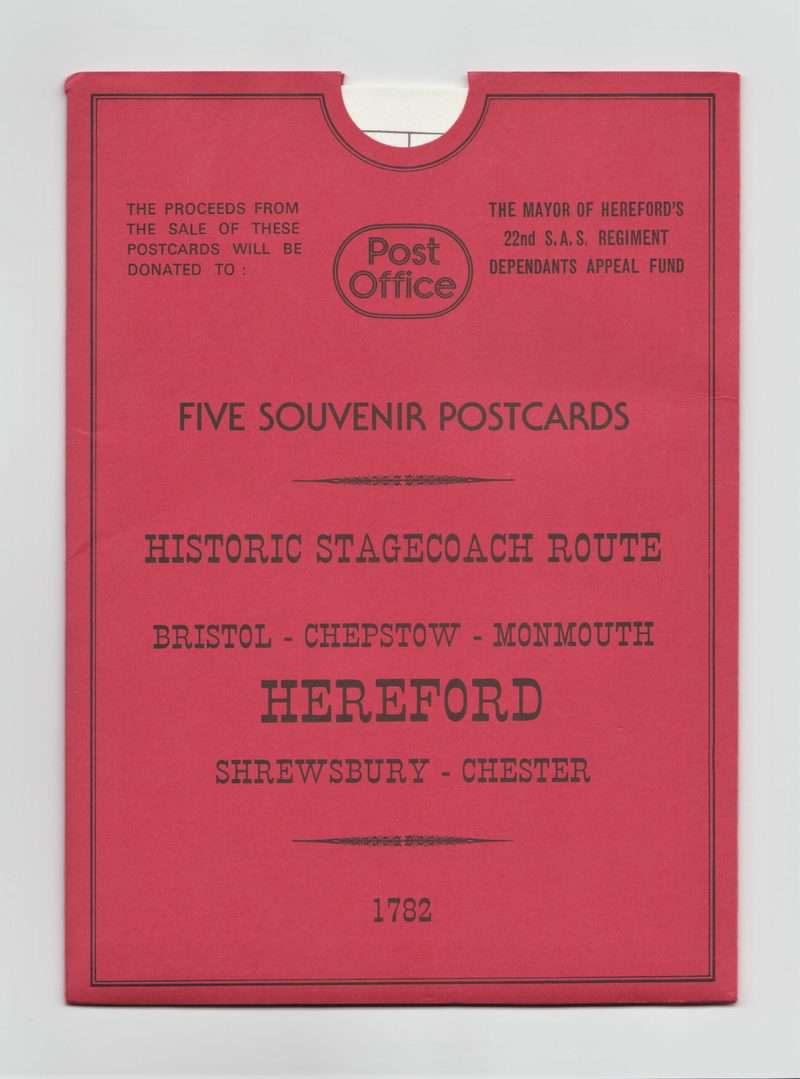 THE PROCEEDS FROM
THE SALE OF THESE
POSTCARDS WILL BE
DONATED TO :
Post
Office
THE MAYOR OF HEREFORD'S
22nd S.A.S. REGIMENT
DEPENDANTS APPEAL FUND
FIVE SOUVENIR POSTCARDS
HISTORIC STAGECOACH ROUTE
BRISTOL - CHEPSTOW - MONMOUTH
HEREFORD
SHREWSBURY - CHESTER
1782